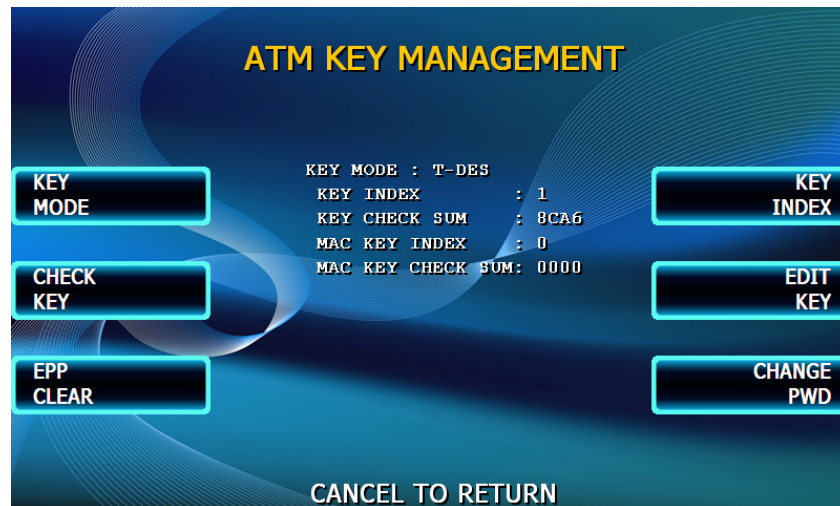 ATM KEY MANAGEMENT
KEY MODE : T-DES
KEY INDEX : 1
KEY CHECK SUM : 8CA6
MAC KEY INDEX : 0
MAC KEY CHECK SUM: 0000
KEY
MODE
CHECK
KEY
EPP
CLEAR
KEY
INDEX
EDIT
KEY
CHANGE
PWD
CANCEL TO RETURN